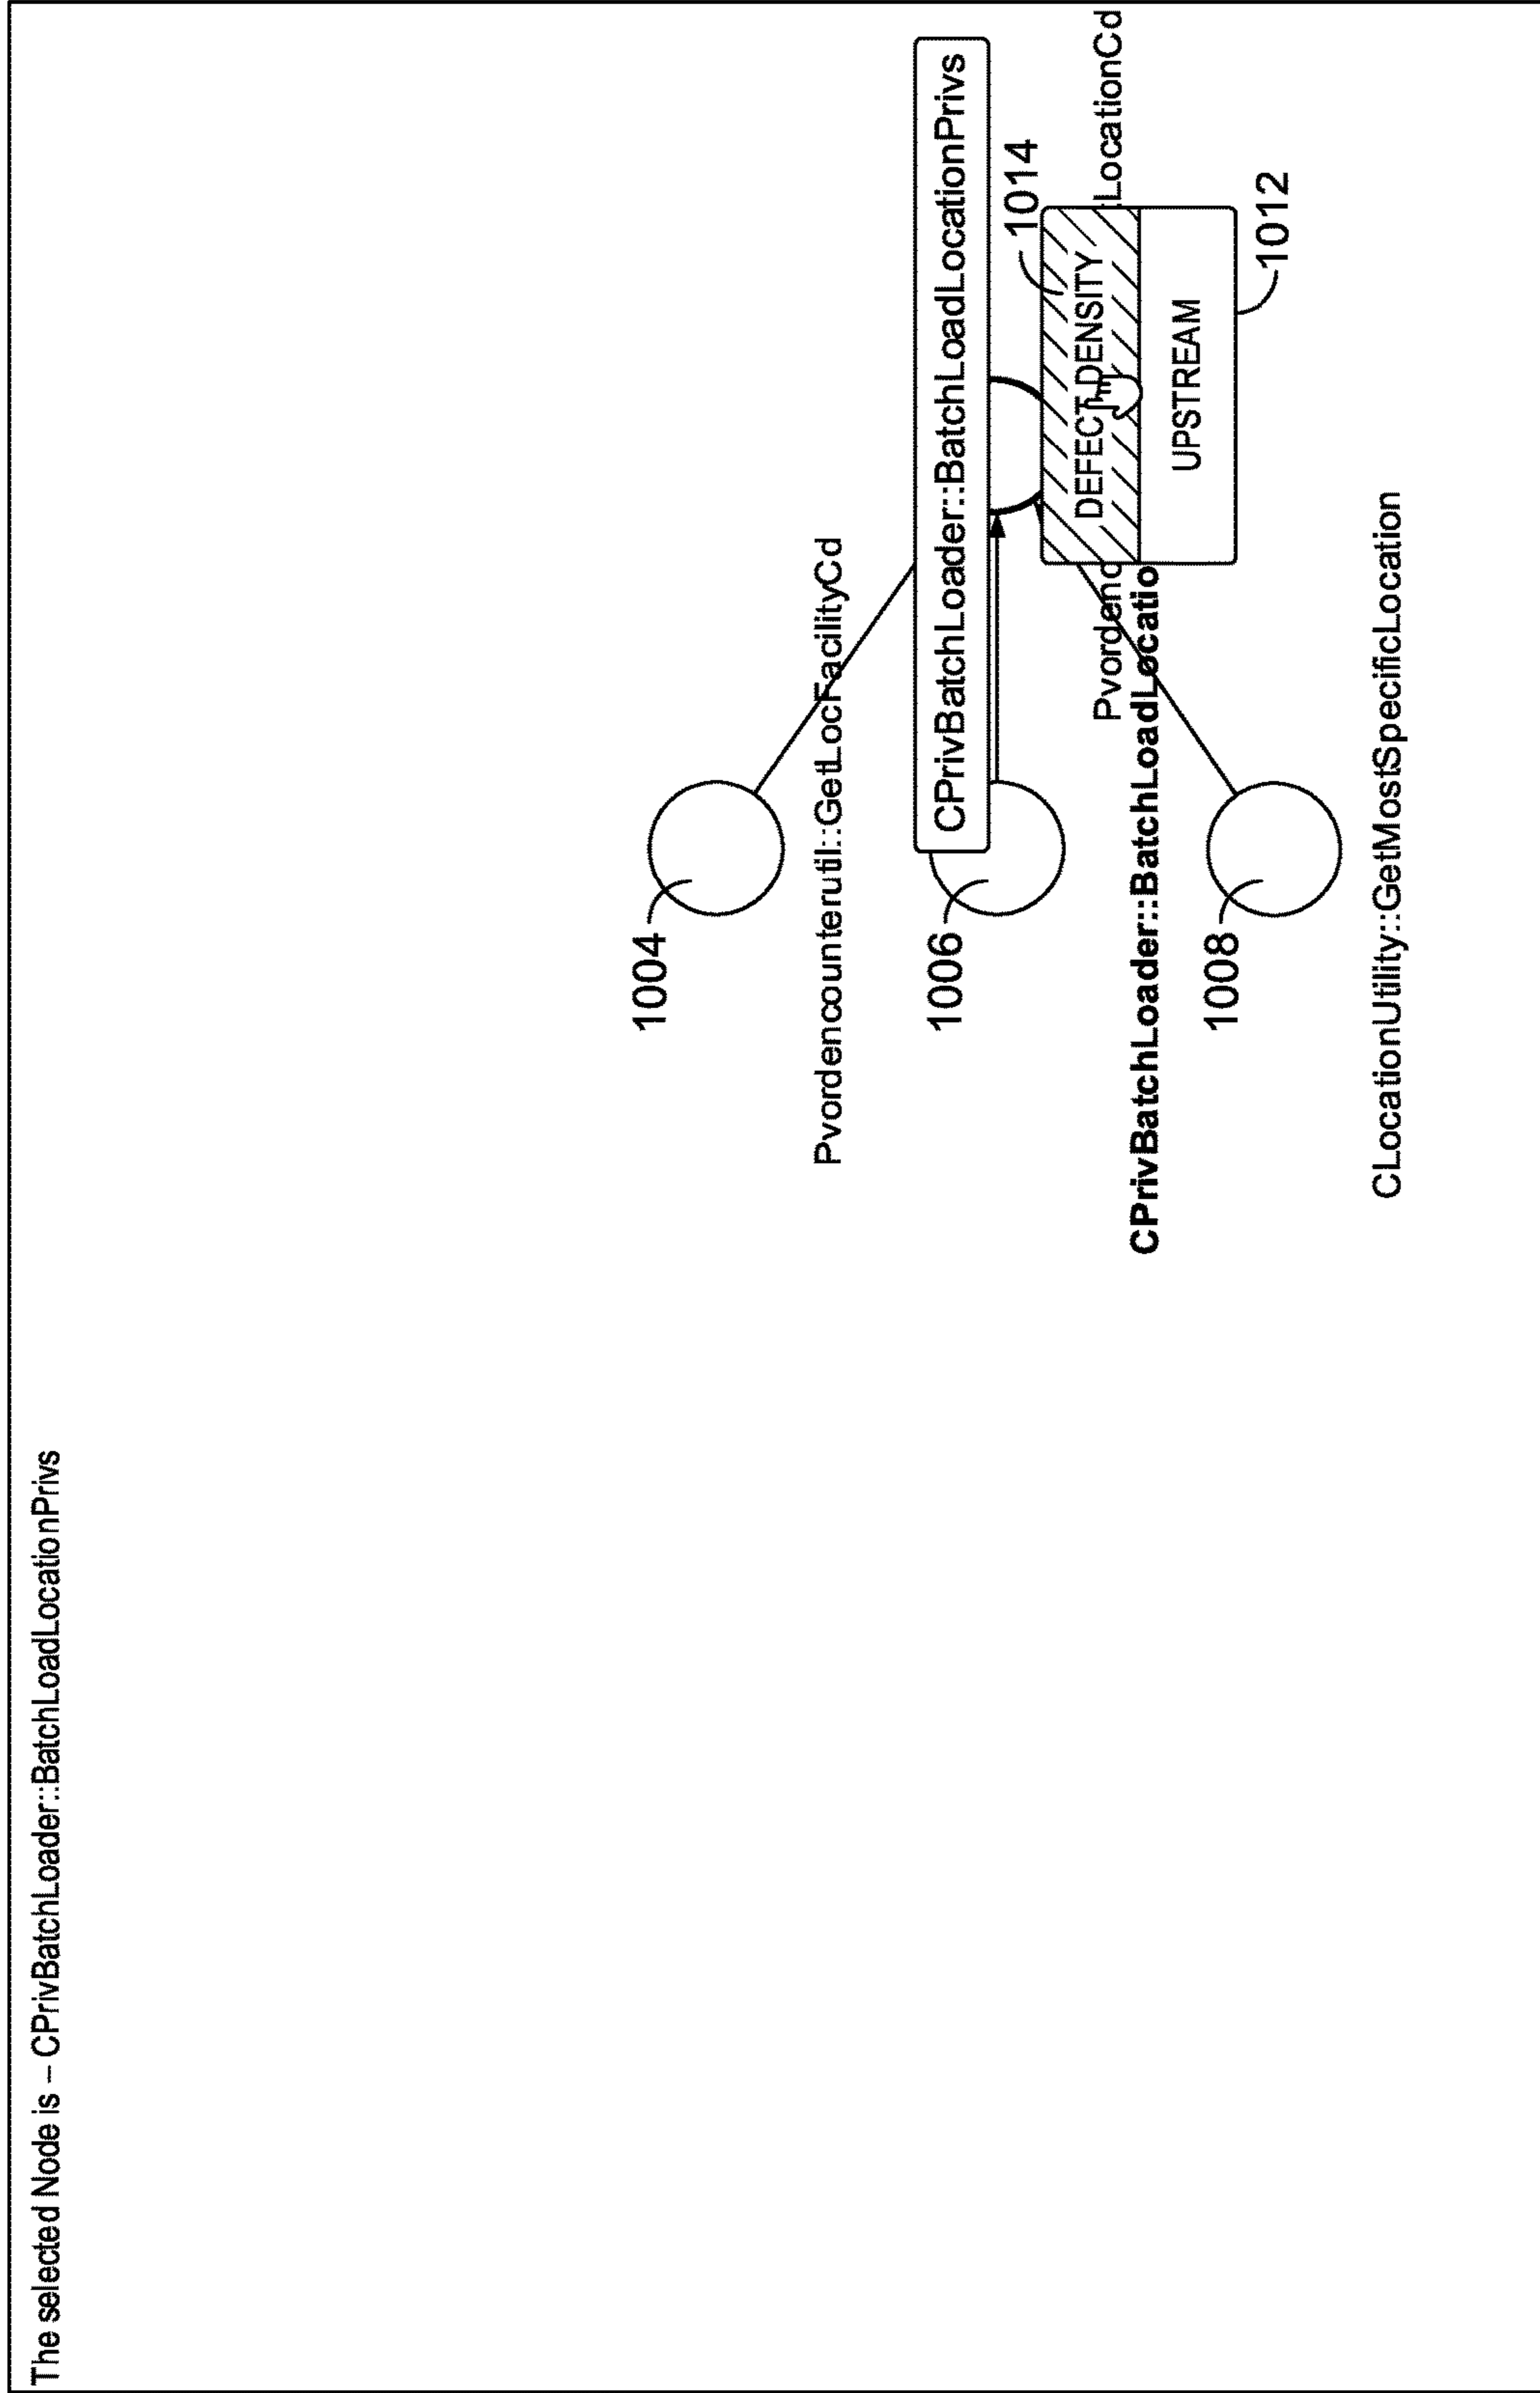 The selected Node is – CPrivBatchLoader::BatchLoadLocationPrivs
1004
Pvordencounterutil::GetLocFacilityCd
CPrivBatchLoader::BatchLoadLocationPrivs
1006
1014
DEFECT DENSITY
Pvordenc
LocationCd
CPrivBatchLoader::BatchLoadLocatio
UPSTREAM
1008
1012
CLocationUtility::GetMostSpecificLocation